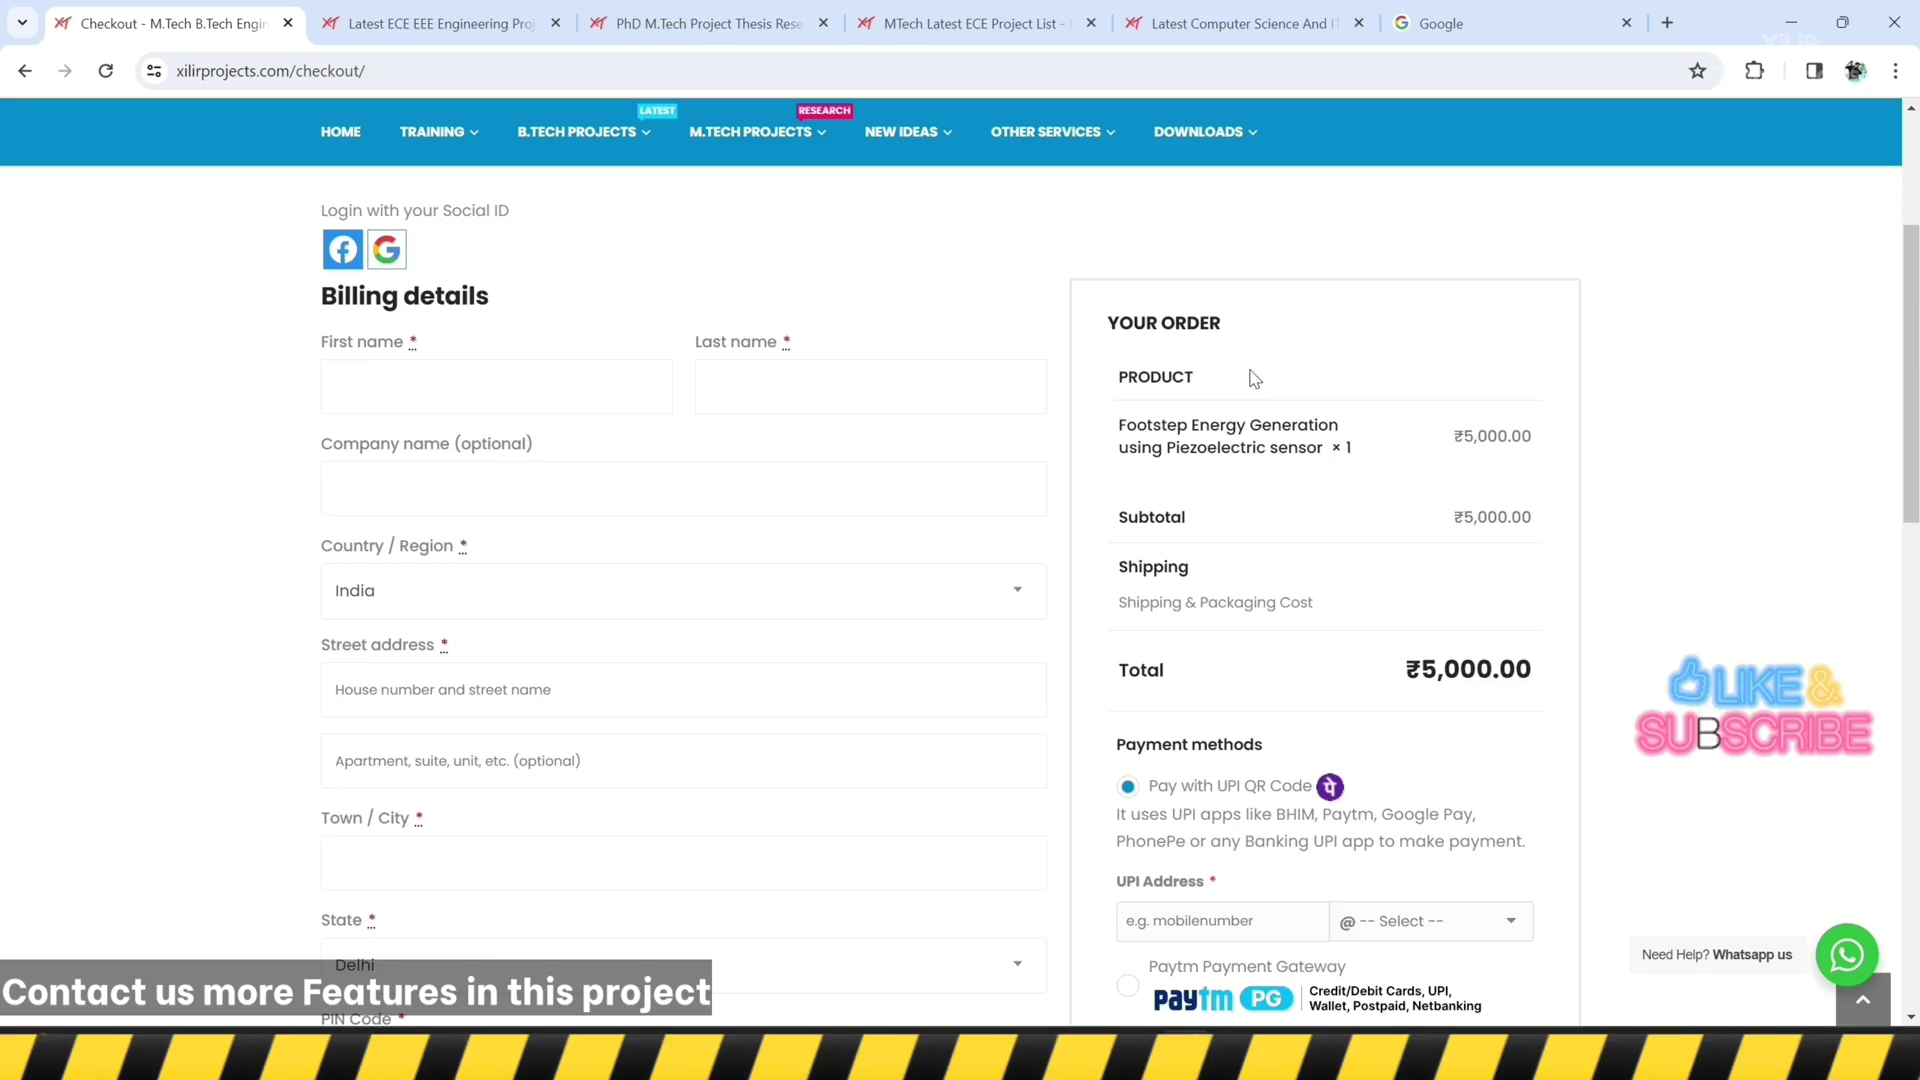 Checkout - M.Tech B.Tech Engin
Latest ECE EEE Engineering Proj
PhD M.Tech Project Thesis Rese
MTech Latest ECE Project List -
Latest Computer Science And IT
Google
xilirprojects.com/checkout/
LATEST
RESEARCH
HOME
TRAINING
B.TECH PROJECTS
M.TECH PROJECTS
NEW IDEAS
OTHER SERVICES
DOWNLOADS
Login with your Social ID
Billing details
First name *
Last name *
Company name (optional)
Country / Region *
India
Street address *
House number and street name
Apartment, suite, unit, etc. (optional)
Town / City *
State *
Delhi
Contact us more Features in this project
PIN Code *
YOUR ORDER
PRODUCT
Footstep Energy Generation
using Piezoelectric sensor × 1
₹5,000.00
Subtotal
₹5,000.00
Shipping
Shipping & Packaging Cost
Total
₹5,000.00
Payment methods
Pay with UPI QR Code पे
It uses UPI apps like BHIM, Paytm, Google Pay,
PhonePe or any Banking UPI app to make payment.
UPI Address *
e.g. mobilenumber
@ -- Select --
Paytm Payment Gateway
paytm PG
Credit/Debit Cards, UPI,
Wallet, Postpaid, Netbanking
LIKE &
SUBSCRIBE
Need Help? Whatsapp us